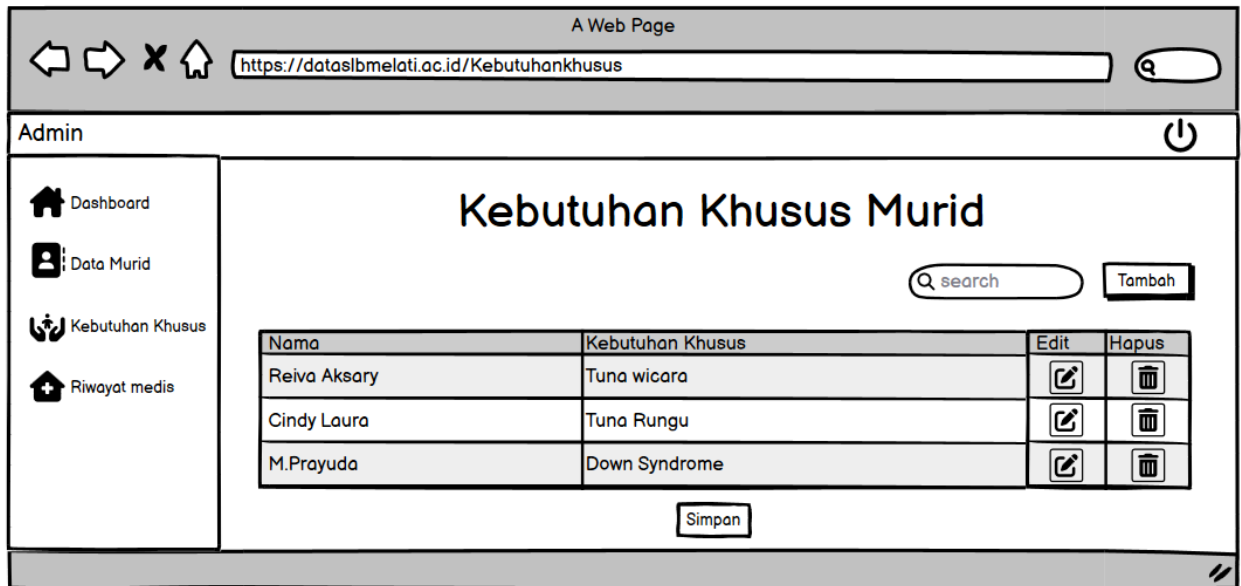 A Web Page
https://dataslbmelati.ac.id/Kebutuhankhusus
Admin
Dashboard
Data Murid
Kebutuhan Khusus
Riwayat medis
Kebutuhan Khusus Murid
search
Tambah
Nama Kebutuhan Khusus Edit Hapus
Reiva Aksary Tuna wicara
Cindy Laura Tuna Rungu
M.Prayuda Down Syndrome
Simpan